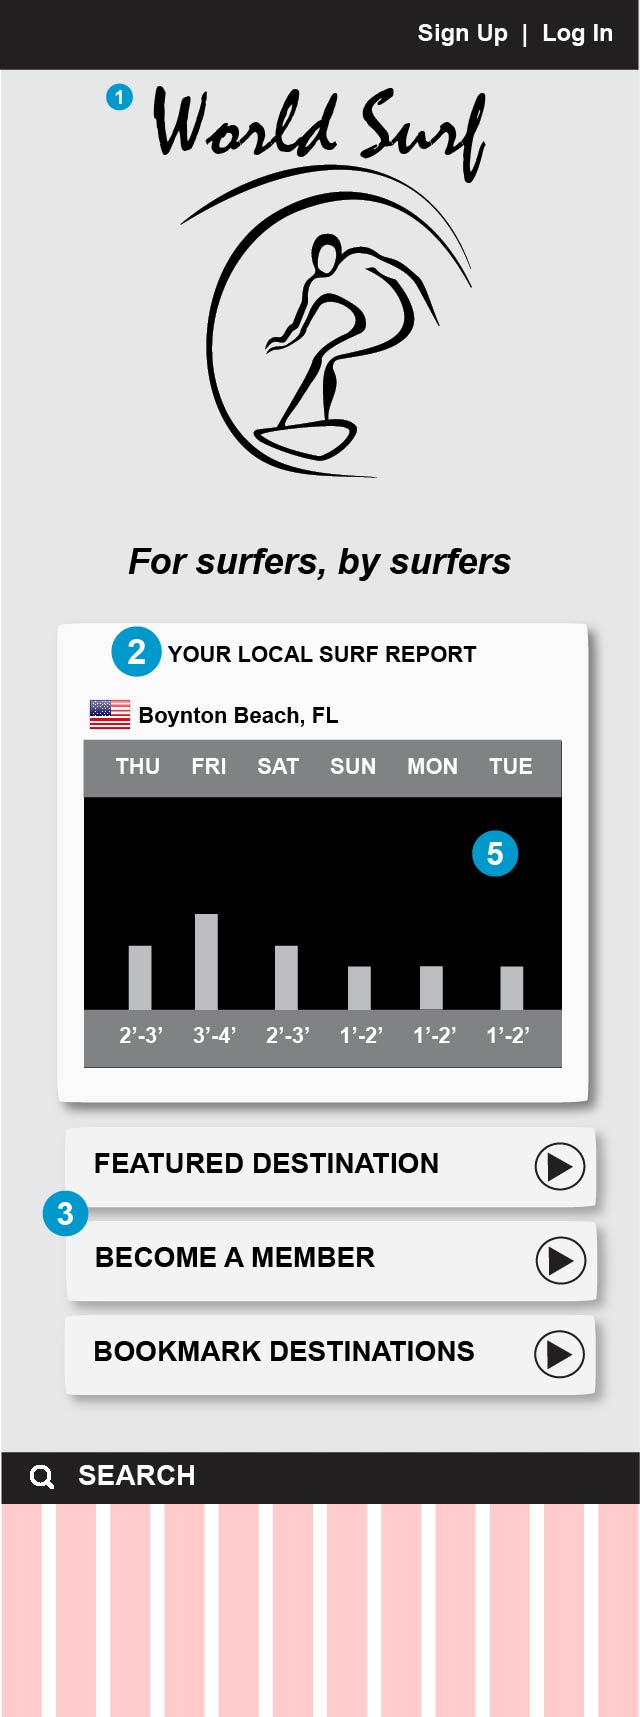 Sign Up | Log In
1
World Surf
For surfers, by surfers
2 YOUR LOCAL SURF REPORT
Boynton Beach, FL
THU FRI SAT SUN MON TUE
5
2’-3’ 3’-4’ 2’-3’ 1’-2’ 1’-2’ 1’-2’
FEATURED DESTINATION
3
BECOME A MEMBER
BOOKMARK DESTINATIONS
SEARCH